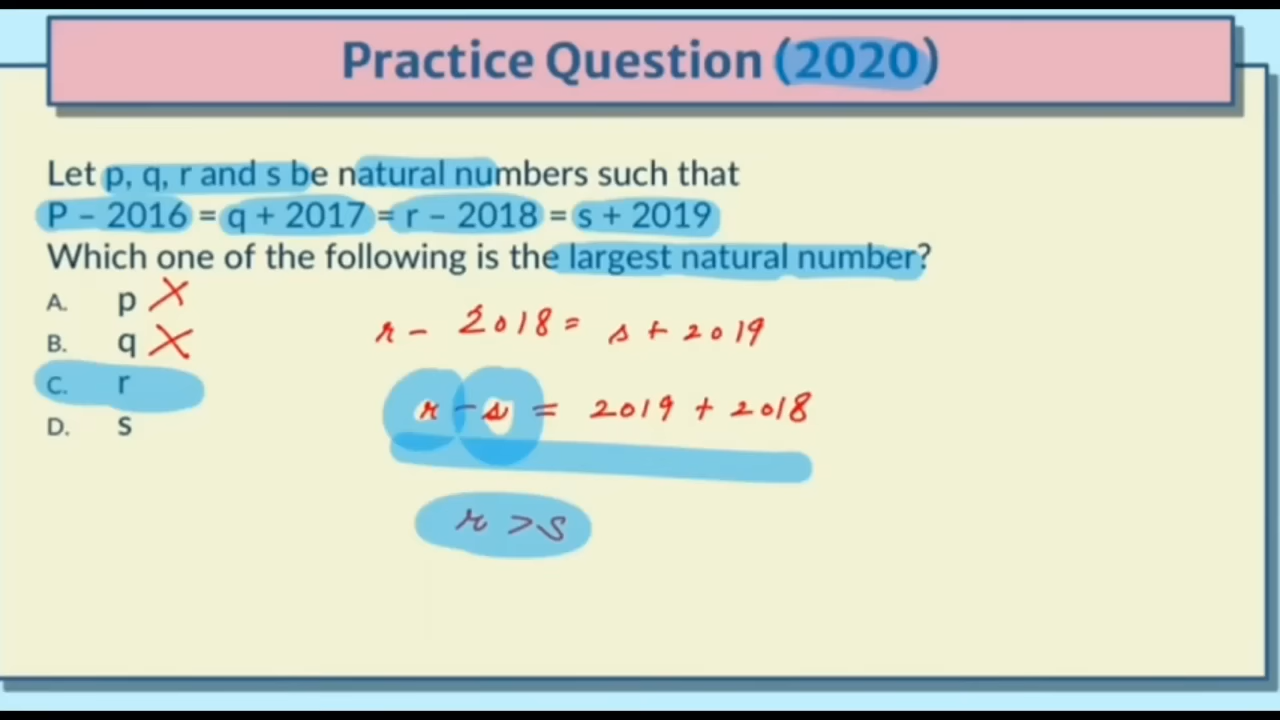 Practice Question (2020)
Let p, q, r and s be natural numbers such that
P – 2016 = q + 2017 = r – 2018 = s + 2019
Which one of the following is the largest natural number?
A. p X
B. q X
C. r
D. s
r - 2018 = s + 2019
r - s = 2019 + 2018
r > s